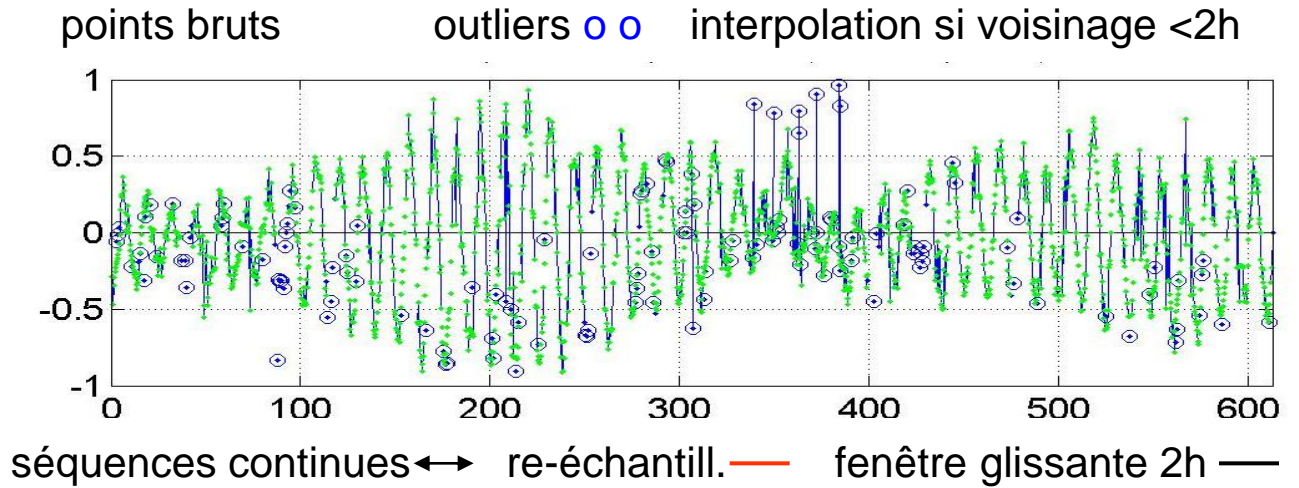 points bruts outliers o o interpolation si voisinage <2h
1
0.5
0
-0.5
-1
0 100 200 300 400 500 600
séquences continues re-échantill. fenêtre glissante 2h